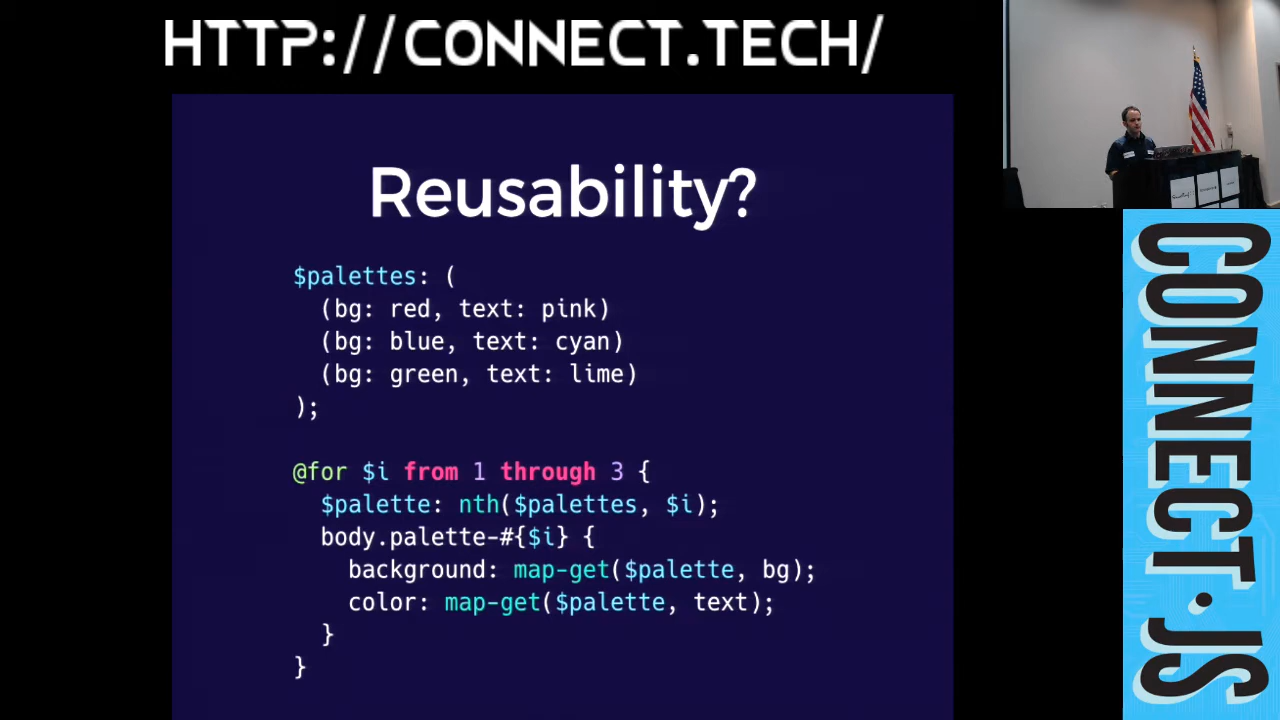 HTTP://CONNECT.TECH/
Reusability?
$palettes: (
  (bg: red, text: pink)
  (bg: blue, text: cyan)
  (bg: green, text: lime)
);
@for $i from 1 through 3 {
  $palette: nth($palettes, $i);
  body.palette-#{$i} {
    background: map-get($palette, bg);
    color: map-get($palette, text);
  }
}
CONNECT.JS